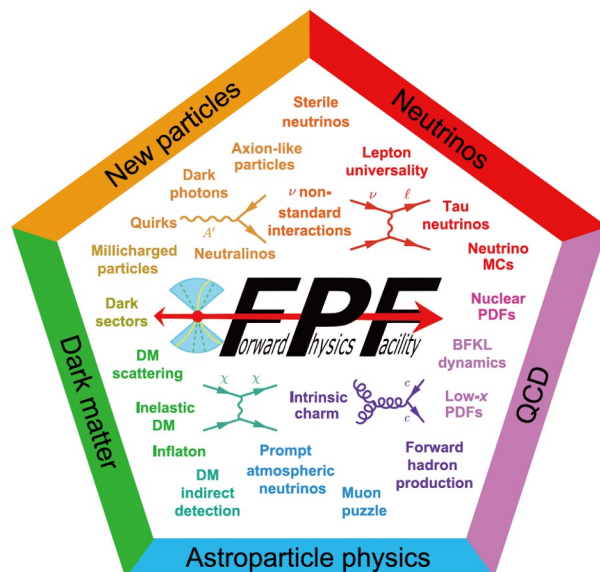 New particles
Neutrinos
Sterile
neutrinos
Axion-like
particles
Lepton
universality
Dark
photons
ν non-
standard
interactions
ν
ℓ
Tau
neutrinos
Quirks
A′
Neutralinos
Neutrino
MCs
Millicharged
particles
Dark
sectors
Forward Physics Facility
Nuclear
PDFs
BFKL
dynamics
Dark matter
QCD
DM
scattering
χ
χ
Intrinsic
charm
c
c
Low-x
PDFs
Inelastic
DM
Inflaton
Prompt
atmospheric
neutrinos
Forward
hadron
production
DM
indirect
detection
Muon
puzzle
Astroparticle physics